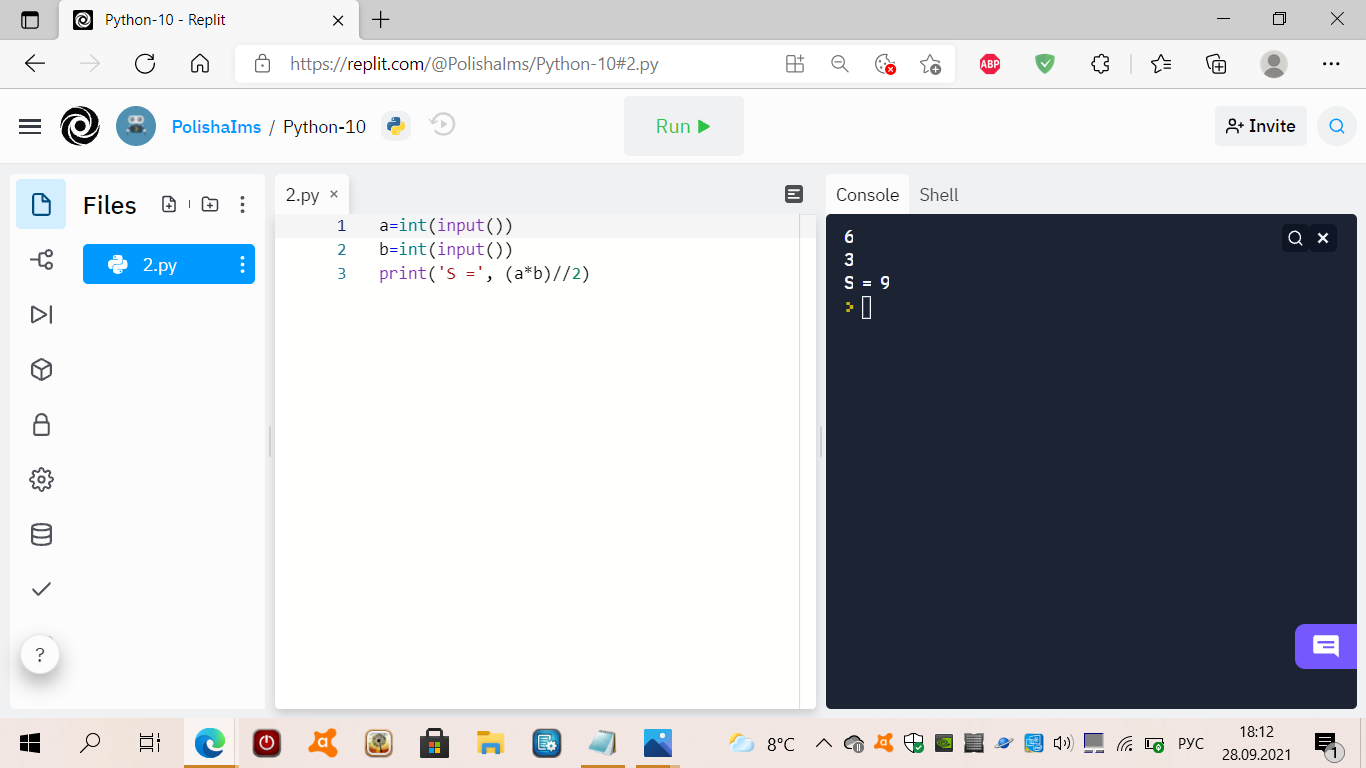 Python-10 - Replit
https://replit.com/@PolishaIms/Python-10#2.py
ABP
PolishaIms / Python-10
Run
Invite
Files
2.py
2.py
1 a=int(input())
2 b=int(input())
3 print('S =', (a*b)//2)
Console Shell
6
3
S = 9
>
?
8°C
РУС
18:12
28.09.2021
1